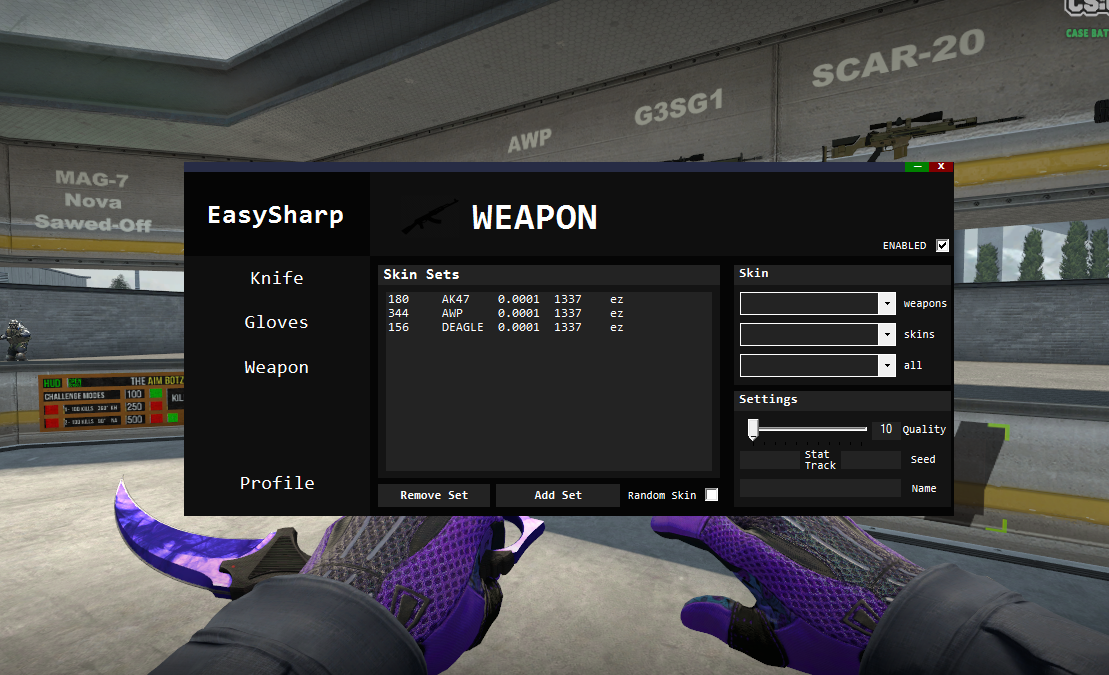 CS:G
CASE BAT
SCAR-20
G3SG1
AWP
MAG-7
Nova
Sawed-Off
EasySharp
WEAPON
ENABLED
Knife
Gloves
Weapon
Profile
Skin Sets
180 AK47 0.0001 1337 ez
344 AWP 0.0001 1337 ez
156 DEAGLE 0.0001 1337 ez
Remove Set
Add Set
Random Skin
Skin
weapons
skins
all
Settings
10 Quality
Stat
Track
Seed
Name
HUD
THE AIM BOTZ
CHALLENGE MODES
100
KIL
250
500